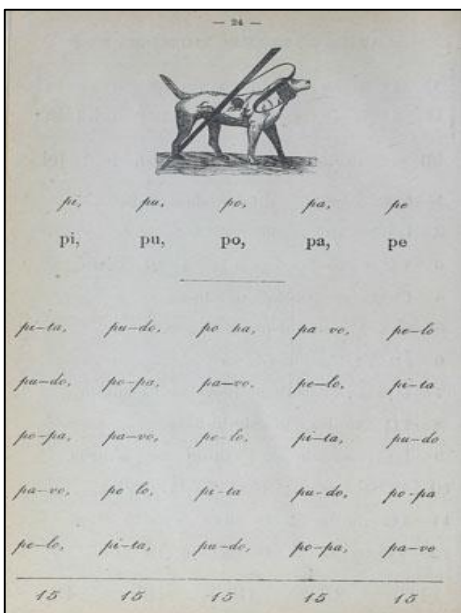 — 24 —
pi, pu, po, pa, pe
pi, pu, po, pa, pe
pi-ta, pu-do, po pa, pa vo, pe-lo
pu-do, po-pa, pa-vo, pe-lo, pi-ta
po-pa, pa-vo, pe-lo, pi-ta, pu-do
pa-vo, pe lo, pi-ta pu-do, po-pa
pe-lo, pi-ta, pu-do, po-pa, pa-vo
15 15 15 15 15